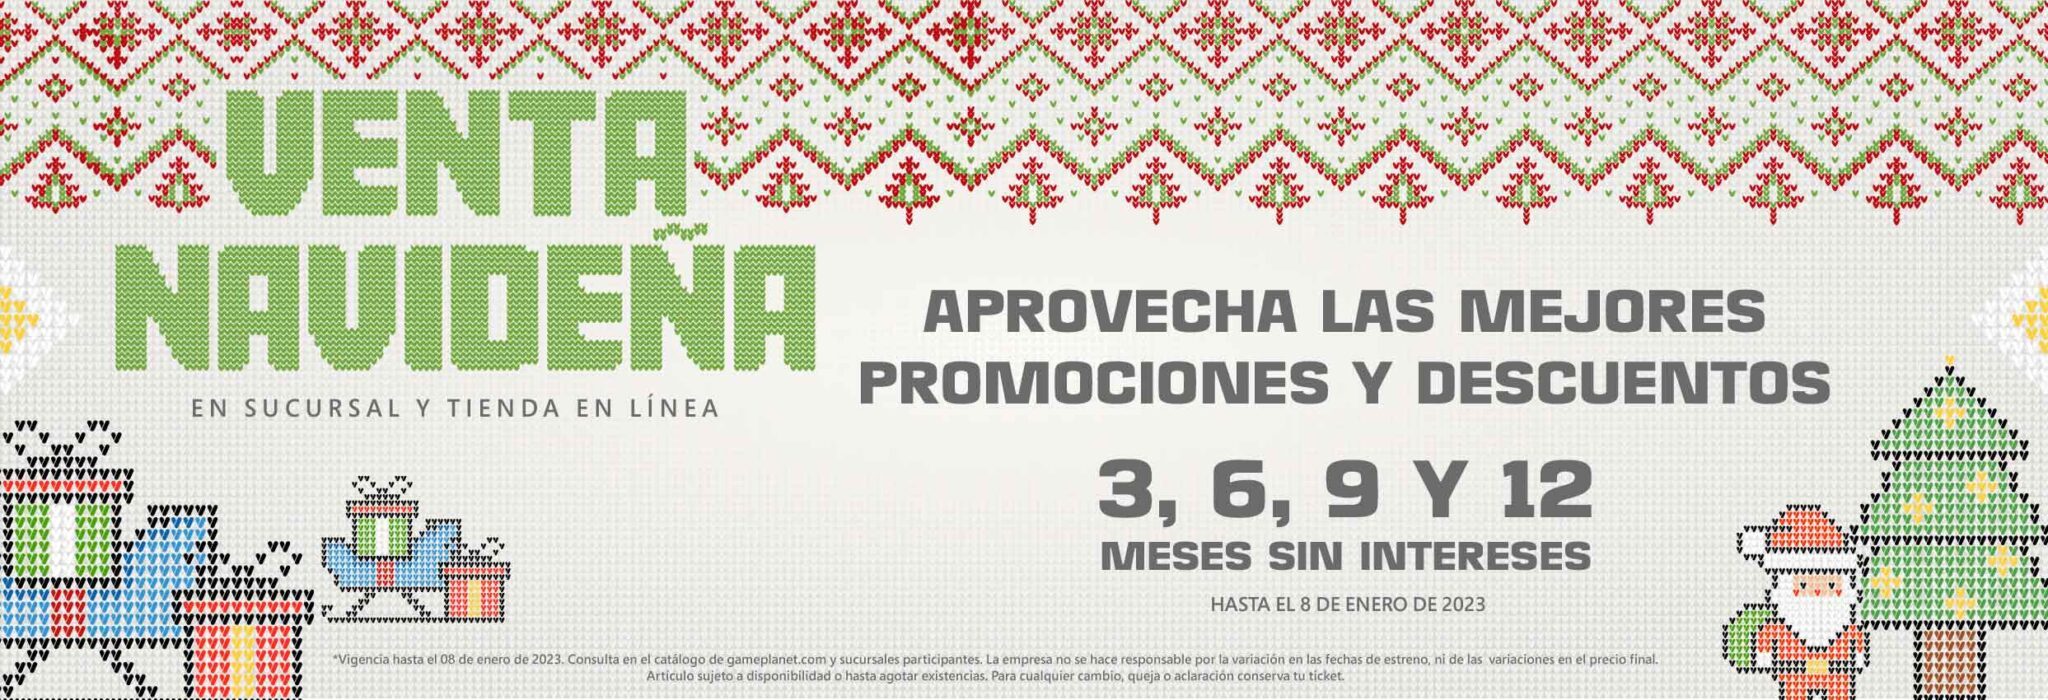 VENTA
NAVIDEÑA
EN SUCURSAL Y TIENDA EN LÍNEA
APROVECHA LAS MEJORES
PROMOCIONES Y DESCUENTOS
3, 6, 9 Y 12
MESES SIN INTERESES
HASTA EL 8 DE ENERO DE 2023
*Vigencia hasta el 08 de enero de 2023. Consulta en el catálogo de gameplanet.com y sucursales participantes. La empresa no se hace responsable por la variación en las fechas de estreno, ni de las variaciones en el precio final.
Artículo sujeto a disponibilidad o hasta agotar existencias. Para cualquier cambio, queja o aclaración conserva tu ticket.